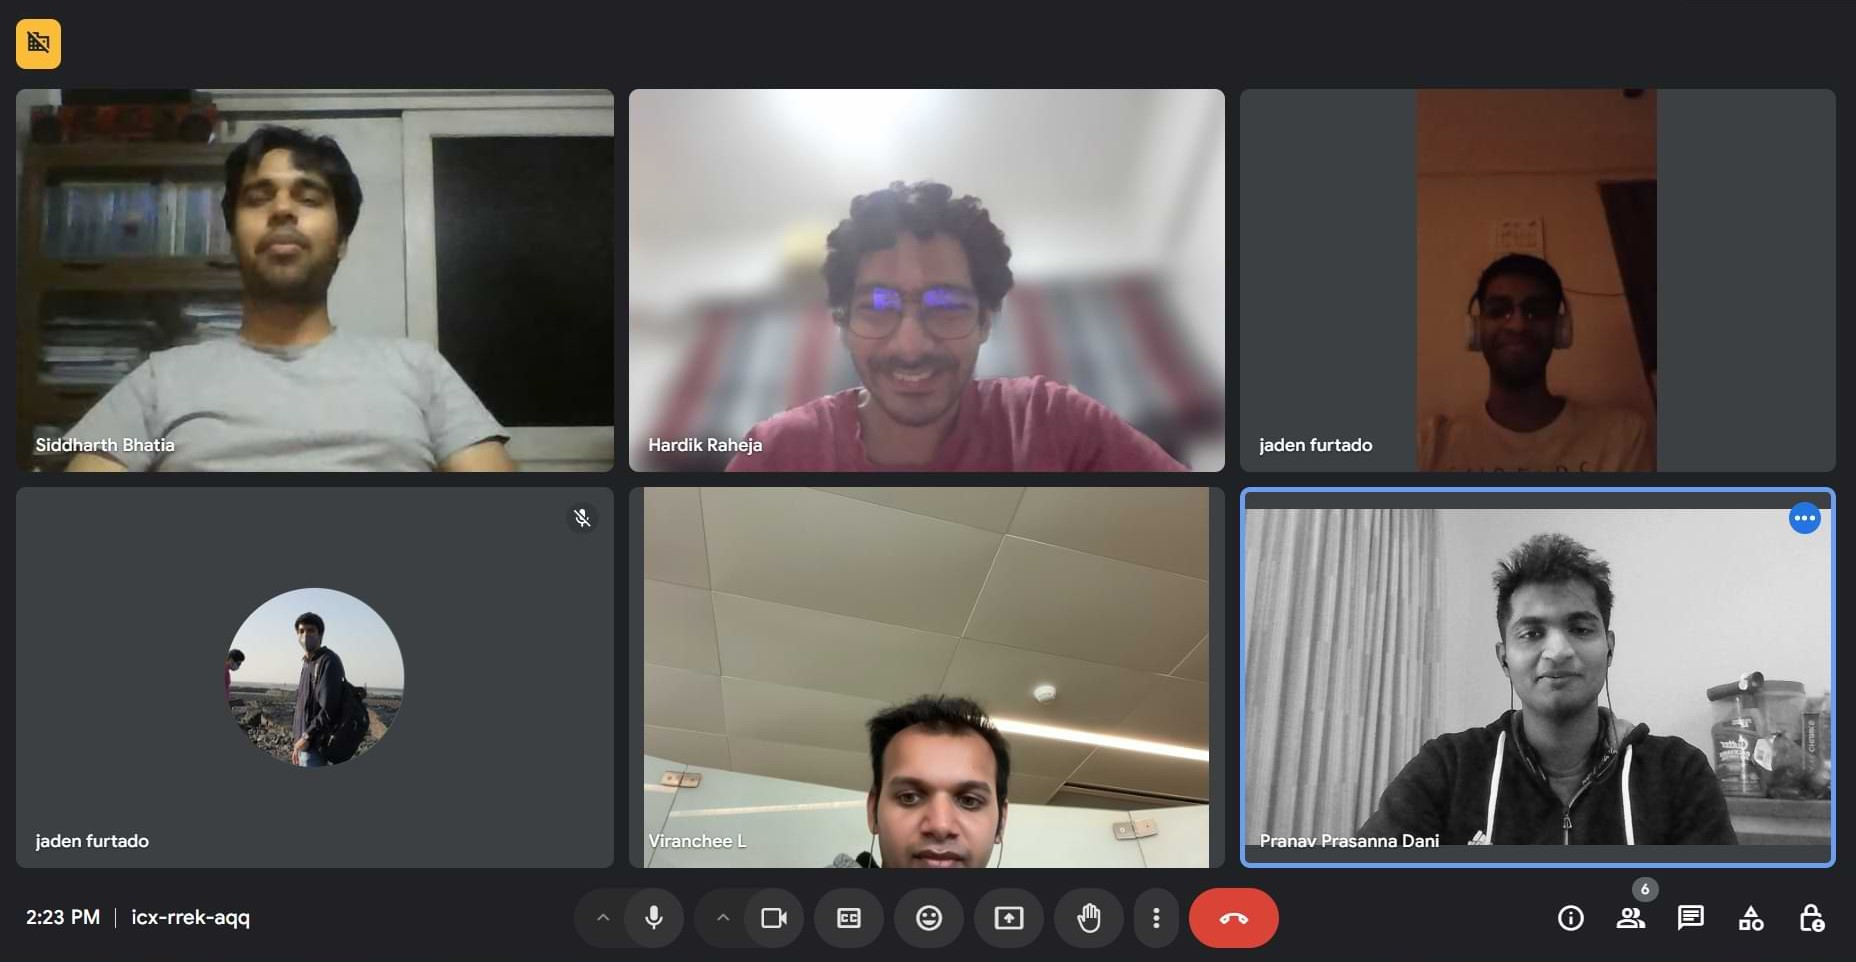 Siddharth Bhatia
Hardik Raheja
jaden furtado
jaden furtado
Viranchee L
Pranav Prasanna Dani
2:23 PM | icx-rrek-aqq
CC
6